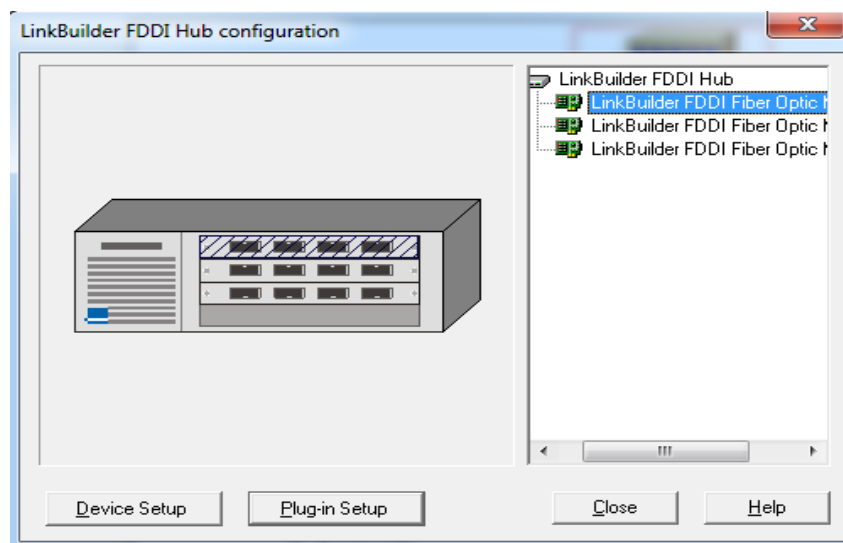 LinkBuilder FDDI Hub configuration
LinkBuilder FDDI Hub
LinkBuilder FDDI Fiber Optic
LinkBuilder FDDI Fiber Optic
LinkBuilder FDDI Fiber Optic
Device Setup
Plug-in Setup
Close
Help